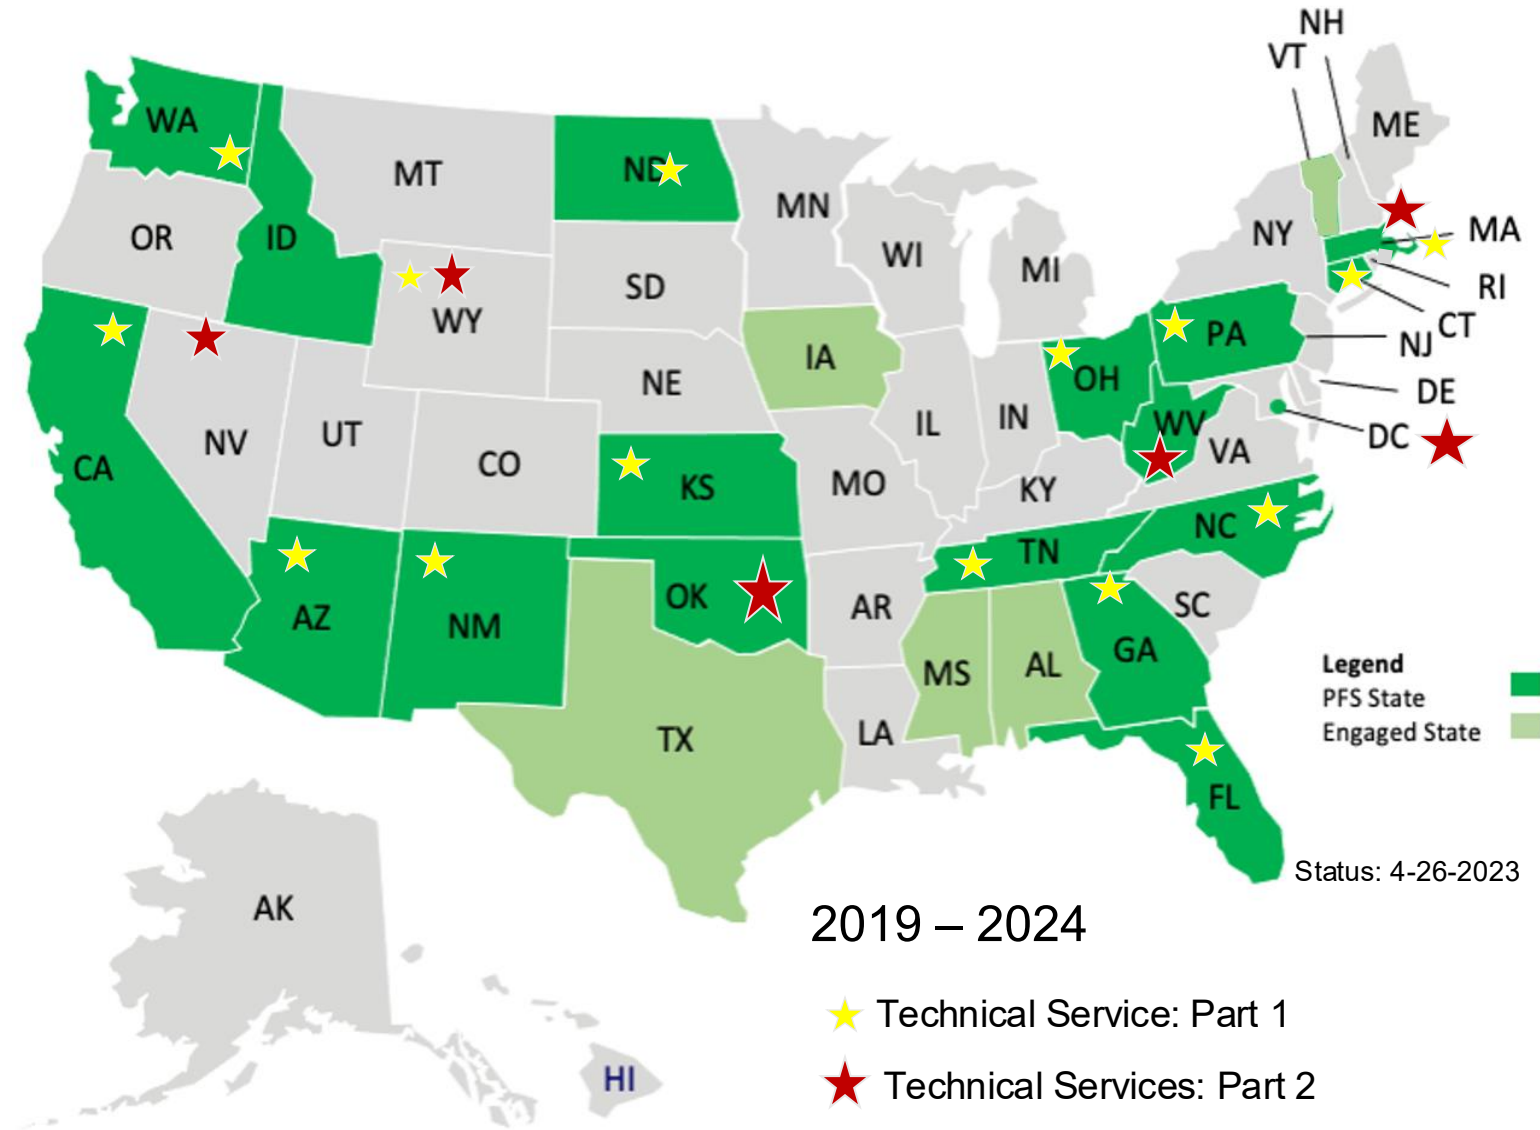 NH
VT
ME
WA
MT
ND
MN
OR
ID
NY
MA
WI
MI
SD
RI
WY
CT
PA
NJ
IA
OH
NE
DE
IL
IN
WV
DC
NV
UT
VA
CO
CA
KS
MO
KY
NC
TN
OK
AR
SC
AZ
NM
GA
MS
AL
Legend
PFS State
Engaged State
TX
LA
FL
Status: 4-26-2023
AK
2019 – 2024
Technical Service: Part 1
HI
Technical Services: Part 2